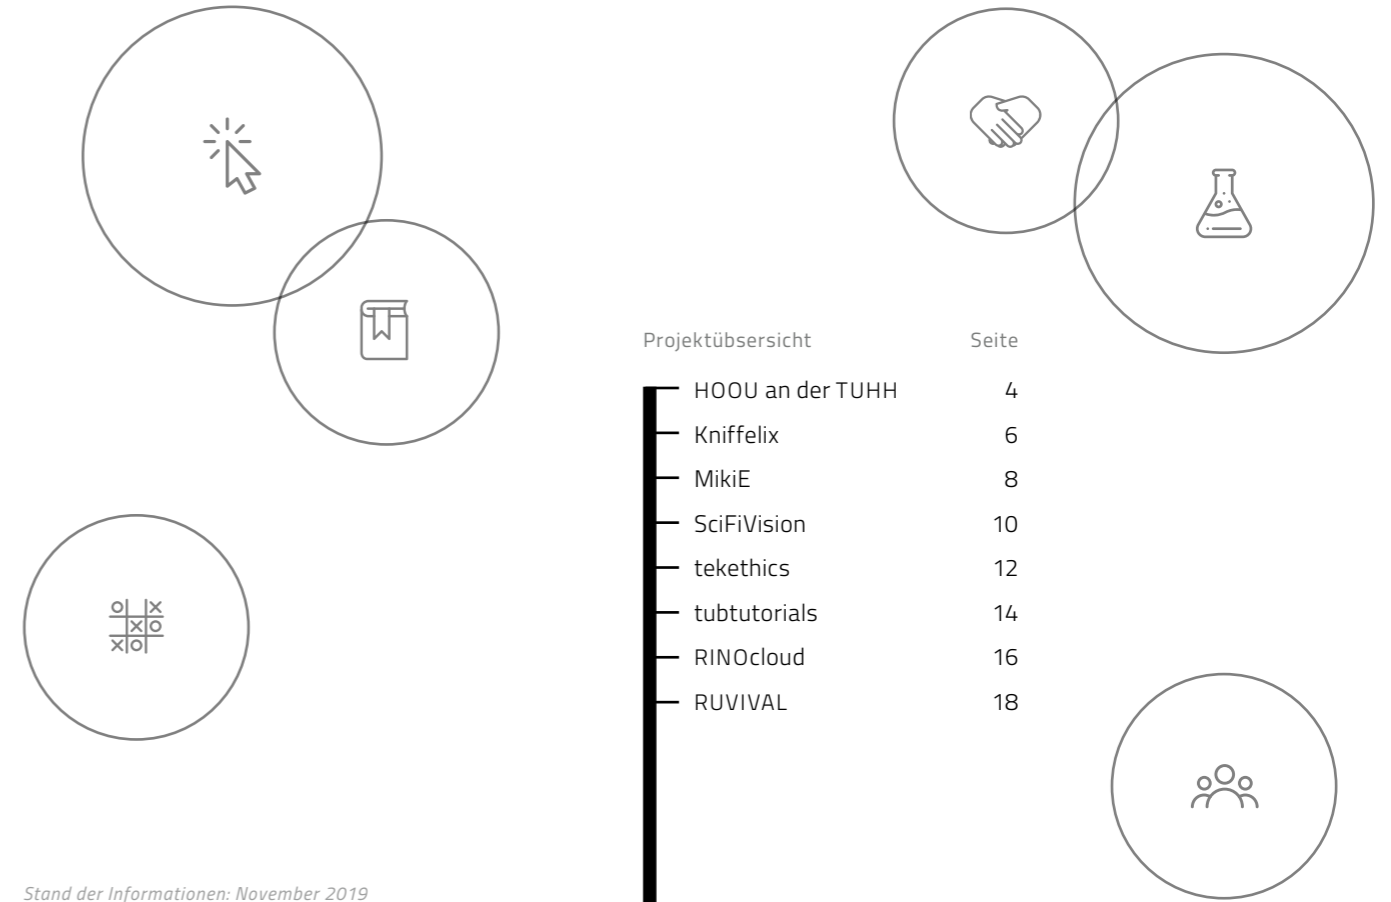 Projektübsersicht Seite
HOOU an der TUHH 4
Kniffelix 6
MikiE 8
SciFiVision 10
tekethics 12
tubtutorials 14
RINOcloud 16
RUVIVAL 18
Stand der Informationen: November 2019